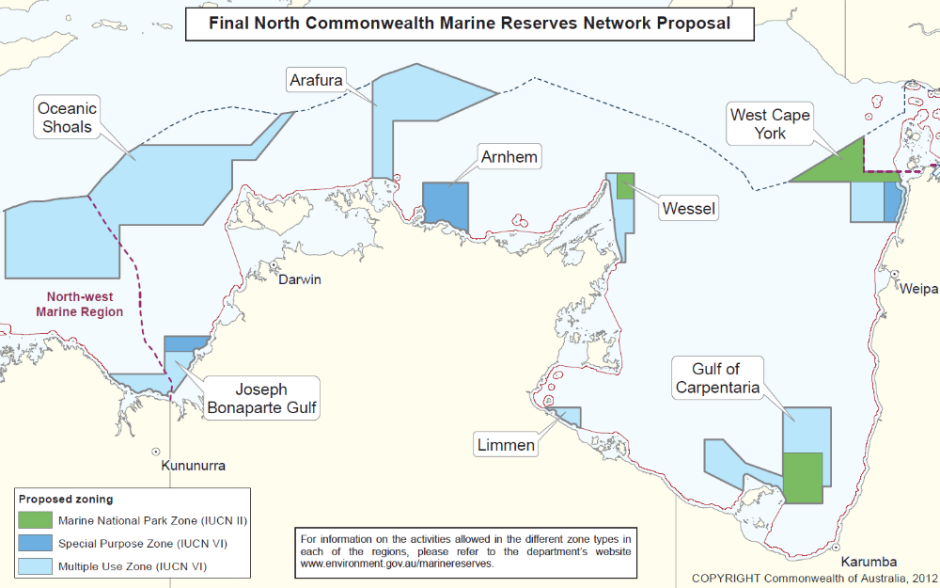 Final North Commonwealth Marine Reserves Network Proposal
Arafura
Oceanic
Shoals
West Cape
York
Arnhem
Wessel
Darwin
Weipa
North-west
Marine Region
Gulf of
Carpentaria
Joseph
Bonaparte Gulf
Limmen
Kununurra
Proposed zoning
Marine National Park Zone (IUCN II)
Special Purpose Zone (IUCN VI)
Multiple Use Zone (IUCN VI)
For information on the activities allowed in the different zone types in
each of the regions, please refer to the department's website
www.environment.gov.au/marinereserves.
Karumba
COPYRIGHT Commonwealth of Australia, 2012